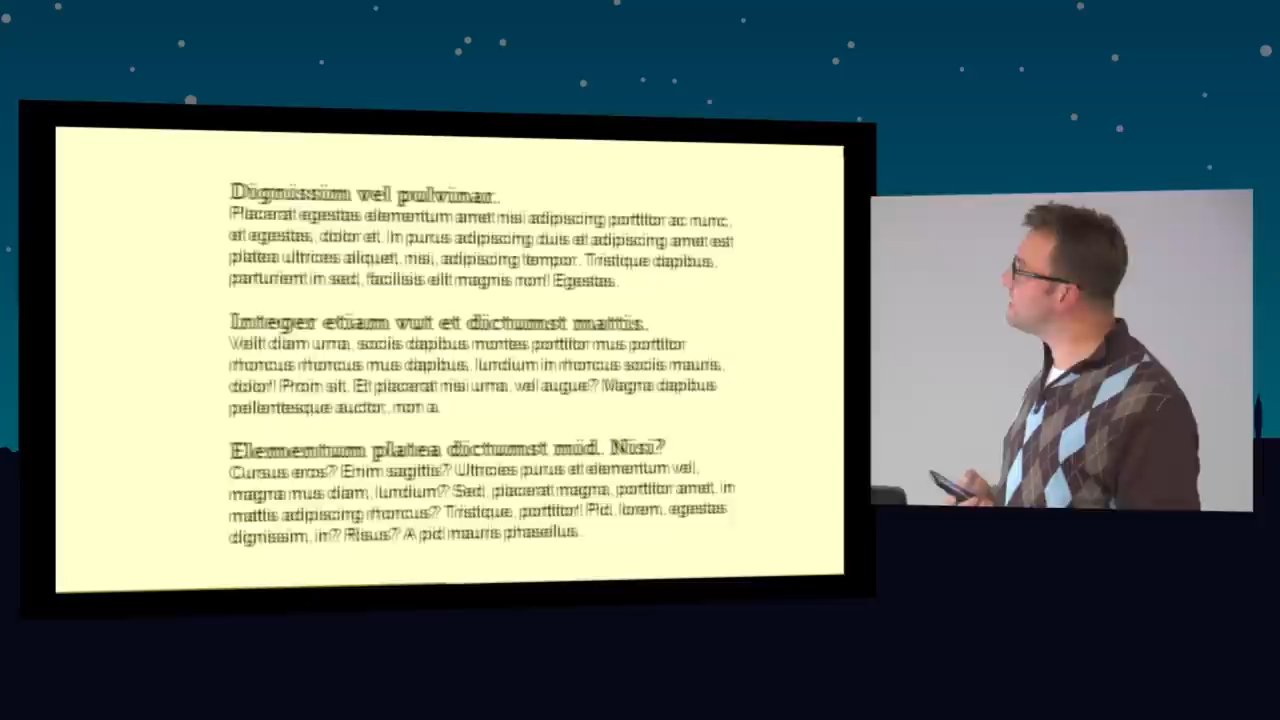 Dignissim vel pulvinar.
Placerat egestas elementum amet nisi adipiscing porttitor ac nunc,
et egestas, dolor et. In purus adipiscing duis et adipiscing amet est
platea ultrices aliquet, nisi, adipiscing tempor. Tristique dapibus,
parturient in sed, facilisis elit magnis non! Egestas.
Integer etiam vut et dictumst mattis.
Velit diam urna, sociis dapibus montes porttitor mus porttitor
rhoncus rhoncus mus dapibus, lundium in rhoncus sociis mauris,
dolor! Proin sit. Et placerat nisi urna, vel augue? Magna dapibus
pellentesque auctor, non a.
Elementum platea dictumst mid. Nisi?
Cursus eros? Enim sagittis? Ultricies purus et elementum vel,
magna mus diam, lundium? Sed, placerat magna, porttitor amet, in
mattis adipiscing rhoncus? Tristique, porttitor! Pid, lorem, egestas
dignissim, in? Risus? A pid mauris phasellus.